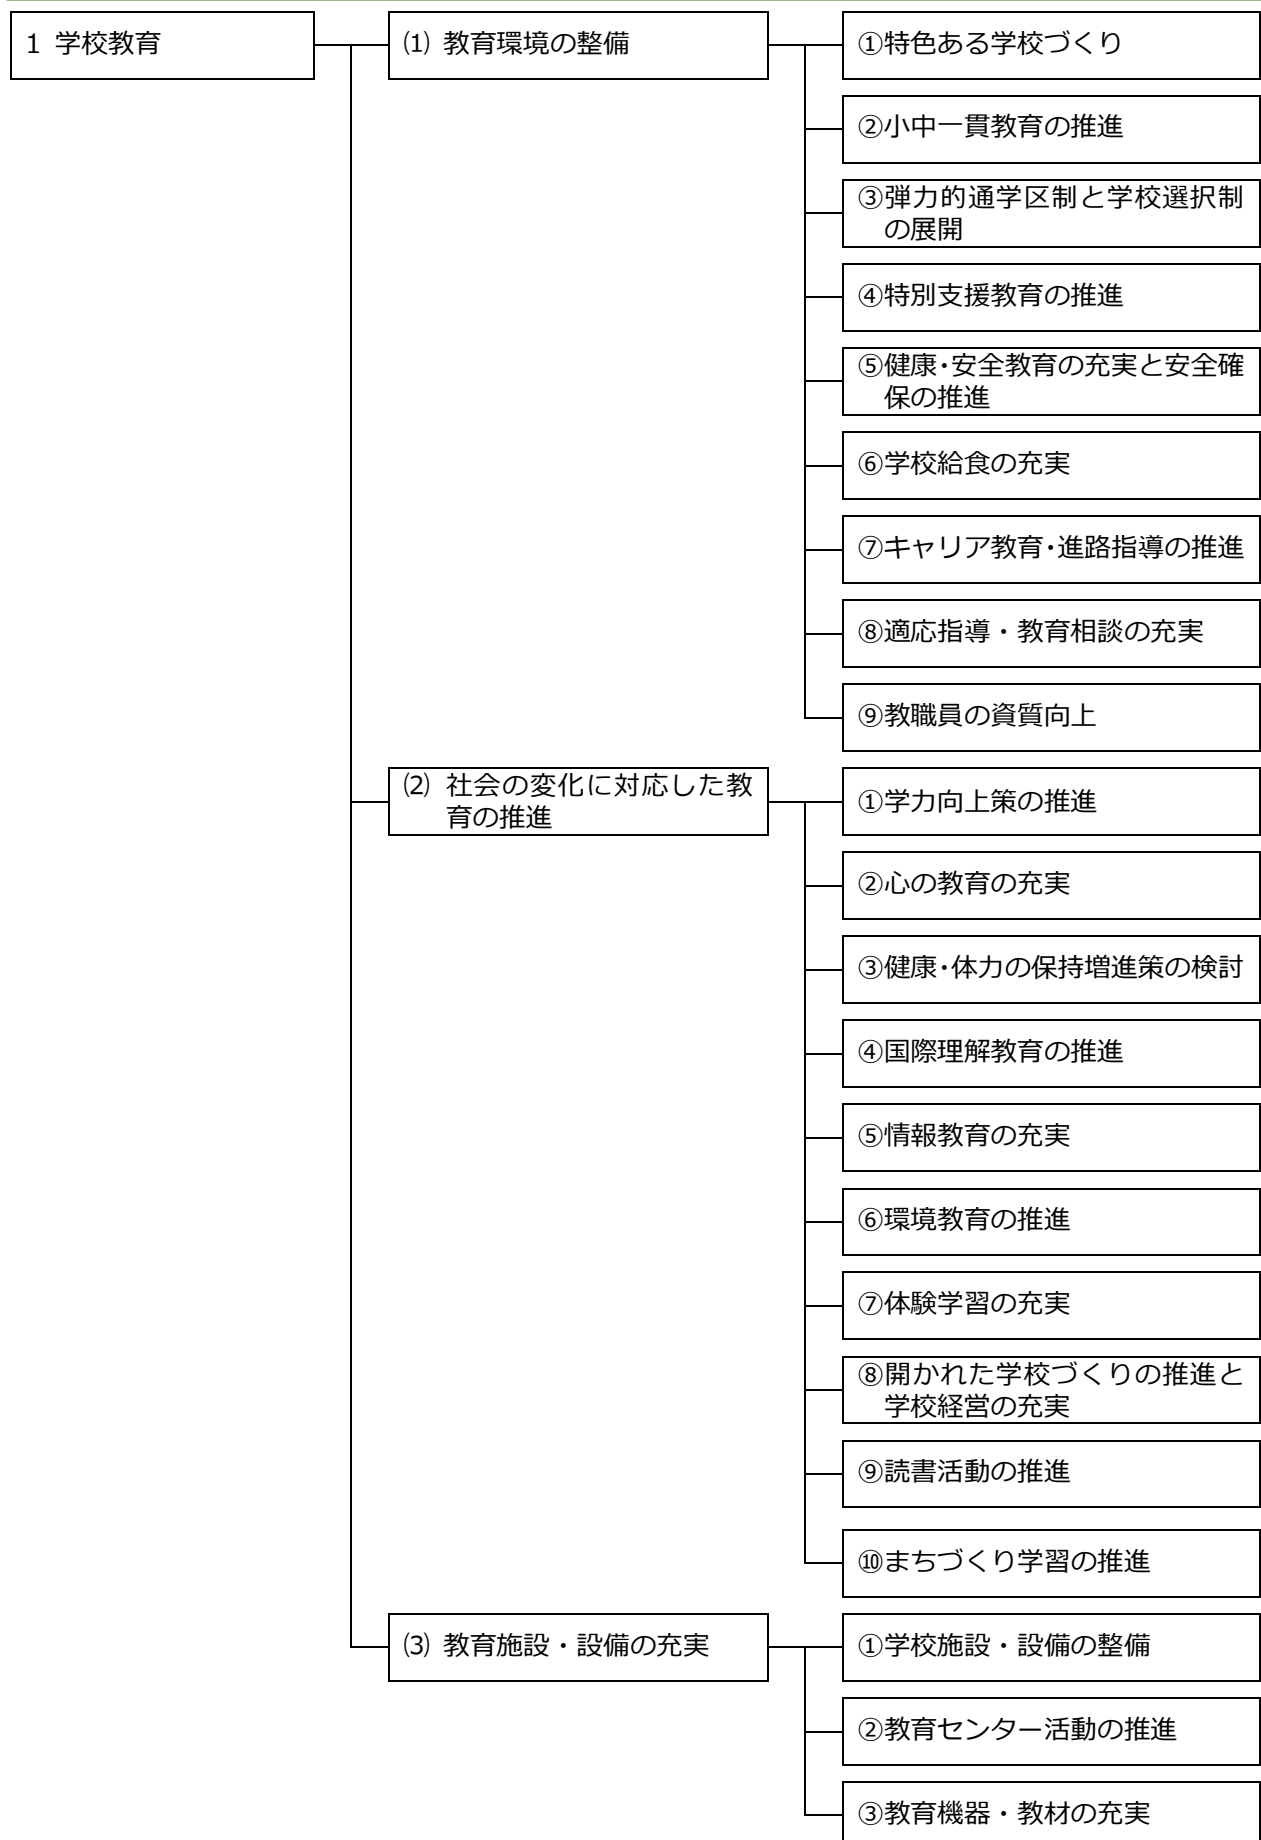 1 学校教育
⑴ 教育環境の整備
①特色ある学校づくり
②小中一貫教育の推進
③弾力的通学区制と学校選択制
の展開
④特別支援教育の推進
⑤健康・安全教育の充実と安全確
保の推進
⑥学校給食の充実
⑦キャリア教育・進路指導の推進
⑧適応指導・教育相談の充実
⑨教職員の資質向上
⑵ 社会の変化に対応した教
育の推進
①学力向上策の推進
②心の教育の充実
③健康・体力の保持増進策の検討
④国際理解教育の推進
⑤情報教育の充実
⑥環境教育の推進
⑦体験学習の充実
⑧開かれた学校づくりの推進と
学校経営の充実
⑨読書活動の推進
⑩まちづくり学習の推進
⑶ 教育施設・設備の充実
①学校施設・設備の整備
②教育センター活動の推進
③教育機器・教材の充実